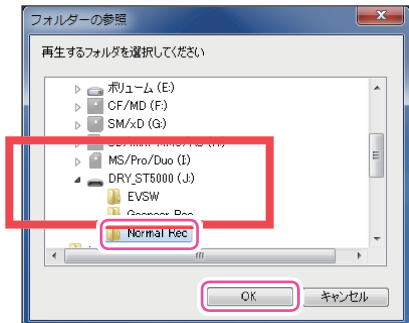 フォルダーの参照
再生するフォルダを選択してください
ボリューム (E:)
CF/MD (F:)
SM/xD (G:)
MS/Pro/Duo (I:)
DRY_ST5000 (J:)
EVSW
Rec
Normal Rec
OK
キャンセル